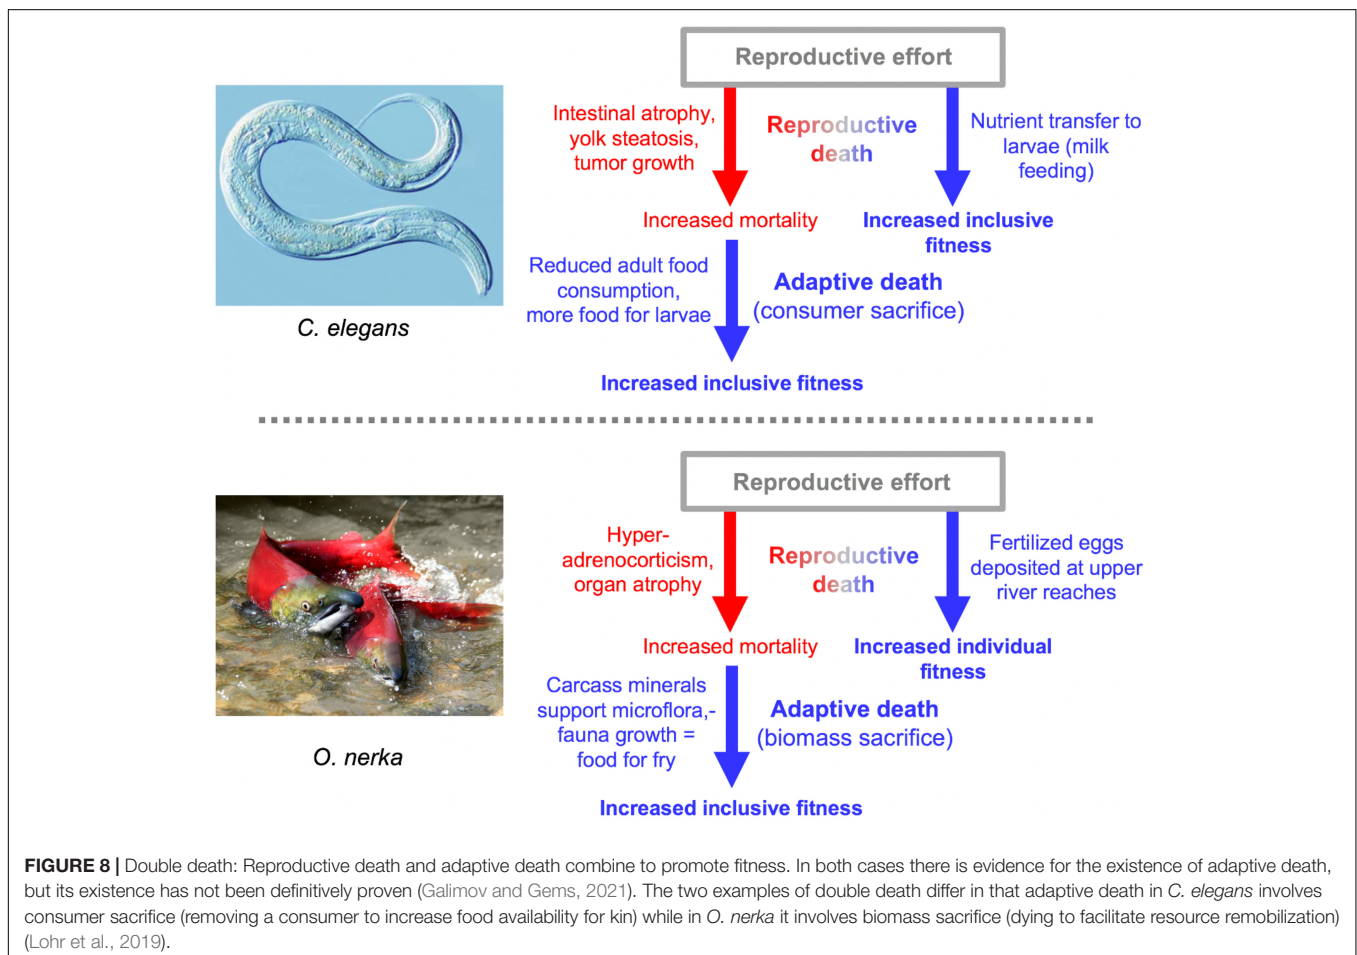 Reproductive effort
Intestinal atrophy,
yolk steatosis,
tumor growth
Reproductive
death
Nutrient transfer to
larvae (milk
feeding)
Increased mortality
Increased inclusive
fitness
Reduced adult food
consumption,
more food for larvae
Adaptive death
(consumer sacrifice)
C. elegans
Increased inclusive fitness
Reproductive effort
Hyper-
adrenocorticism,
organ atrophy
Reproductive
death
Fertilized eggs
deposited at upper
river reaches
Increased mortality
Increased individual
fitness
Carcass minerals
support microflora,-
fauna growth =
food for fry
Adaptive death
(biomass sacrifice)
O. nerka
Increased inclusive fitness
FIGURE 8 | Double death: Reproductive death and adaptive death combine to promote fitness. In both cases there is evidence for the existence of adaptive death,
but its existence has not been definitively proven (Galimov and Gems, 2021). The two examples of double death differ in that adaptive death in C. elegans involves
consumer sacrifice (removing a consumer to increase food availability for kin) while in O. nerka it involves biomass sacrifice (dying to facilitate resource remobilization)
(Lohr et al., 2019).